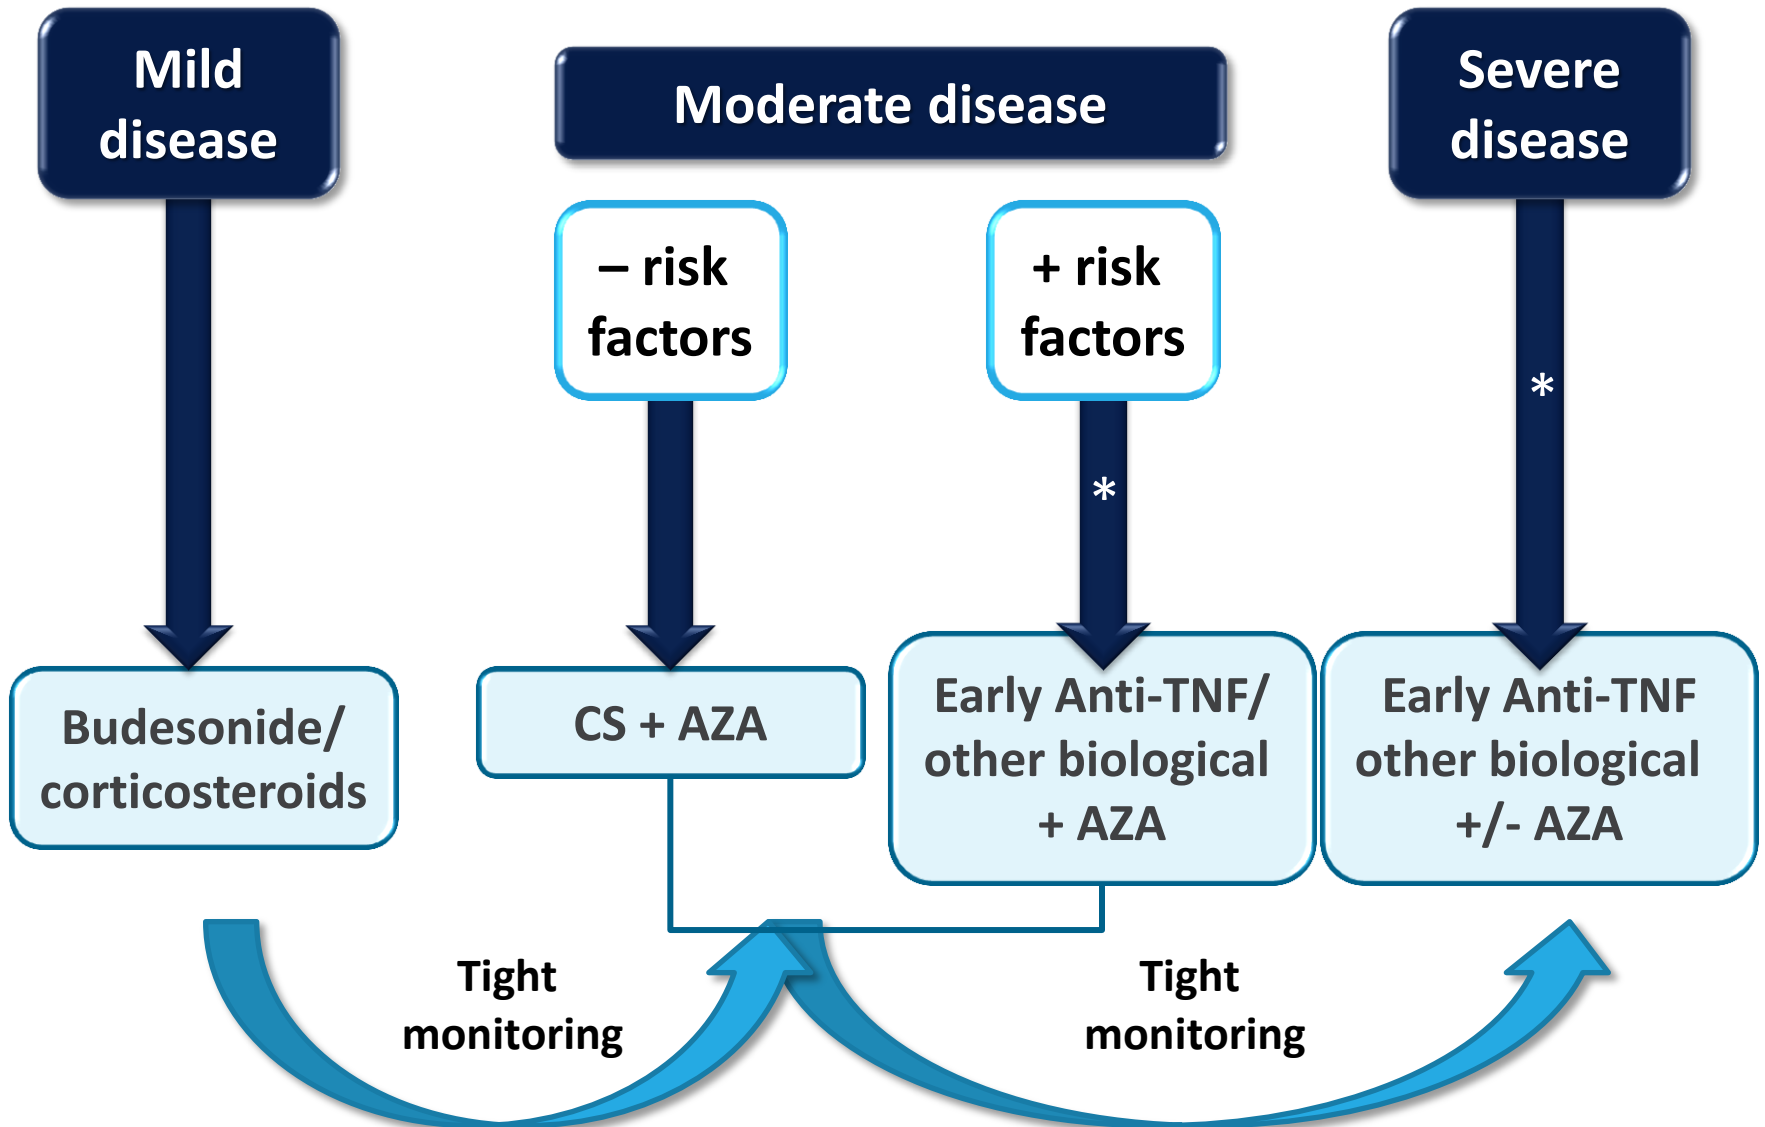 Mild
disease
Moderate disease
Severe
disease
– risk
factors
+ risk
factors
*
*
Budesonide/
corticosteroids
CS + AZA
Early Anti-TNF/
other biological
+ AZA
Early Anti-TNF
other biological
+/- AZA
Tight
monitoring
Tight
monitoring